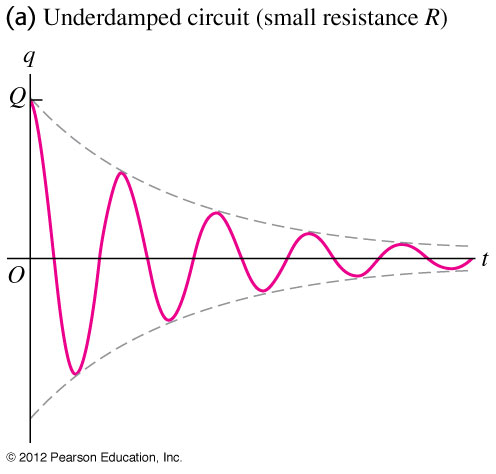 (a) Underdamped circuit (small resistance R)
q
Q
O
t
© 2012 Pearson Education, Inc.